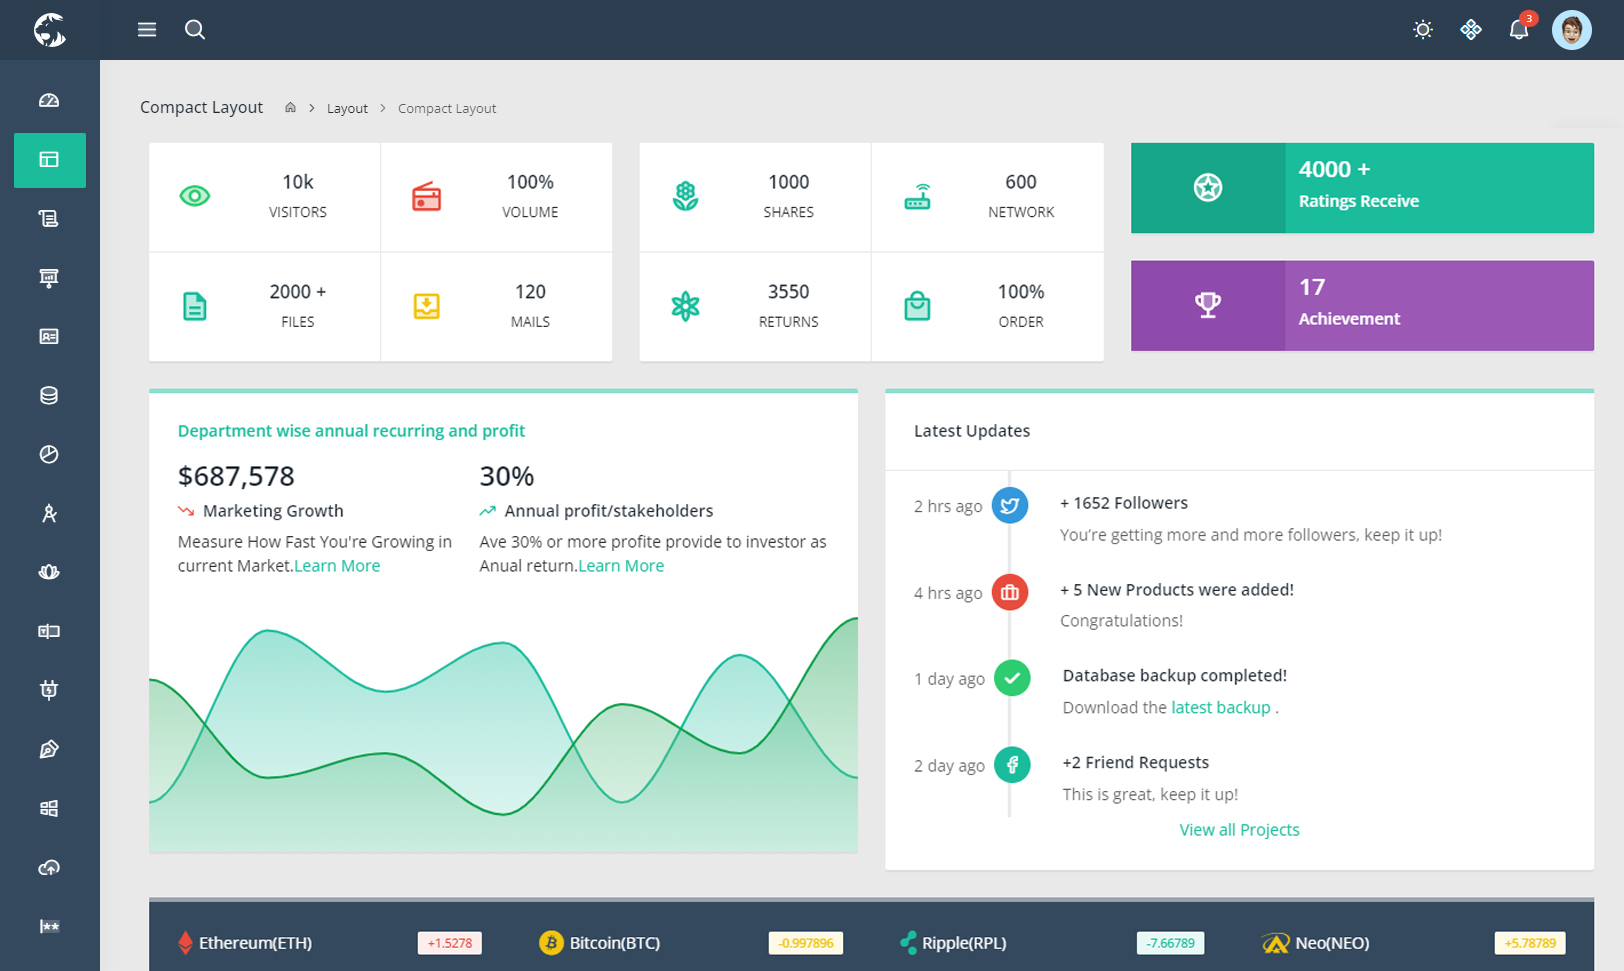 3
Compact Layout
Layout
Compact Layout
10k
VISITORS
100%
VOLUME
1000
SHARES
600
NETWORK
4000 +
Ratings Receive
2000 +
FILES
120
MAILS
3550
RETURNS
100%
ORDER
17
Achievement
Department wise annual recurring and profit
$687,578
Marketing Growth
Measure How Fast You're Growing in
current Market.Learn More
30%
Annual profit/stakeholders
Ave 30% or more profite provide to investor as
Anual return.Learn More
Latest Updates
2 hrs ago
+ 1652 Followers
You’re getting more and more followers, keep it up!
4 hrs ago
+ 5 New Products were added!
Congratulations!
1 day ago
Database backup completed!
Download the latest backup .
2 day ago
+2 Friend Requests
This is great, keep it up!
View all Projects
Ethereum(ETH)
+1.5278
Bitcoin(BTC)
-0.997896
Ripple(RPL)
-7.66789
Neo(NEO)
+5.78789